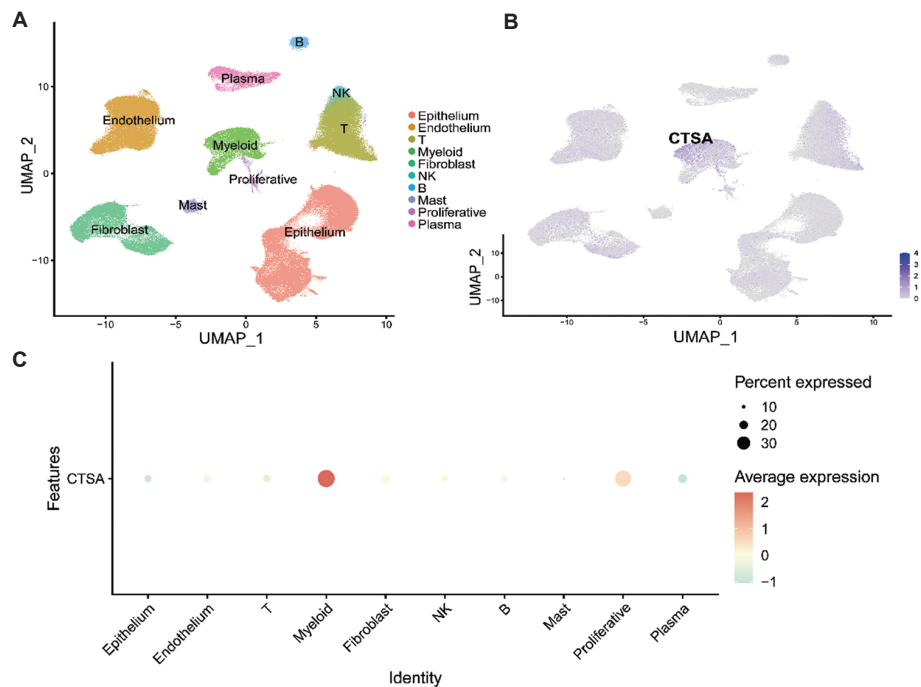 A
B
Plasma
Endothelium
NK
T
Myeloid
Proliferative
Mast
Fibroblast
Epithelium
10
0
−10
UMAP_2
−10
−5
0
5
10
UMAP_1
Epithelium
Endothelium
T
Myeloid
Fibroblast
NK
B
Mast
Proliferative
Plasma
B
CTSA
UMAP_2
10
0
−10
−10
−5
0
5
10
UMAP_1
4
3
2
1
0
C
Features
CTSA
Epithelium
Endothelium
T
Myeloid
Fibroblast
NK
B
Mast
Proliferative
Plasma
Identity
Percent expressed
10
20
30
Average expression
2
1
0
−1